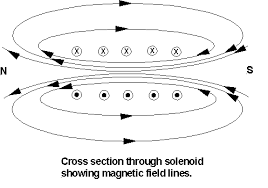 X X X X X
N S
Cross section through solenoid
showing magnetic field lines.